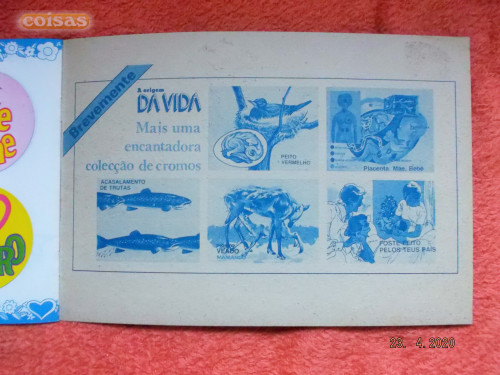 coisas
Brevemente
A origem
DA VIDA
Mais uma
encantadora
colecção de cromos
PEITO
VERMELHO
Placenta Mãe Bebé
ACASALAMENTO
DE TRUTAS
VEADO
FOSTE FEITO
PELOS TEUS PAIS
23. 4.2020